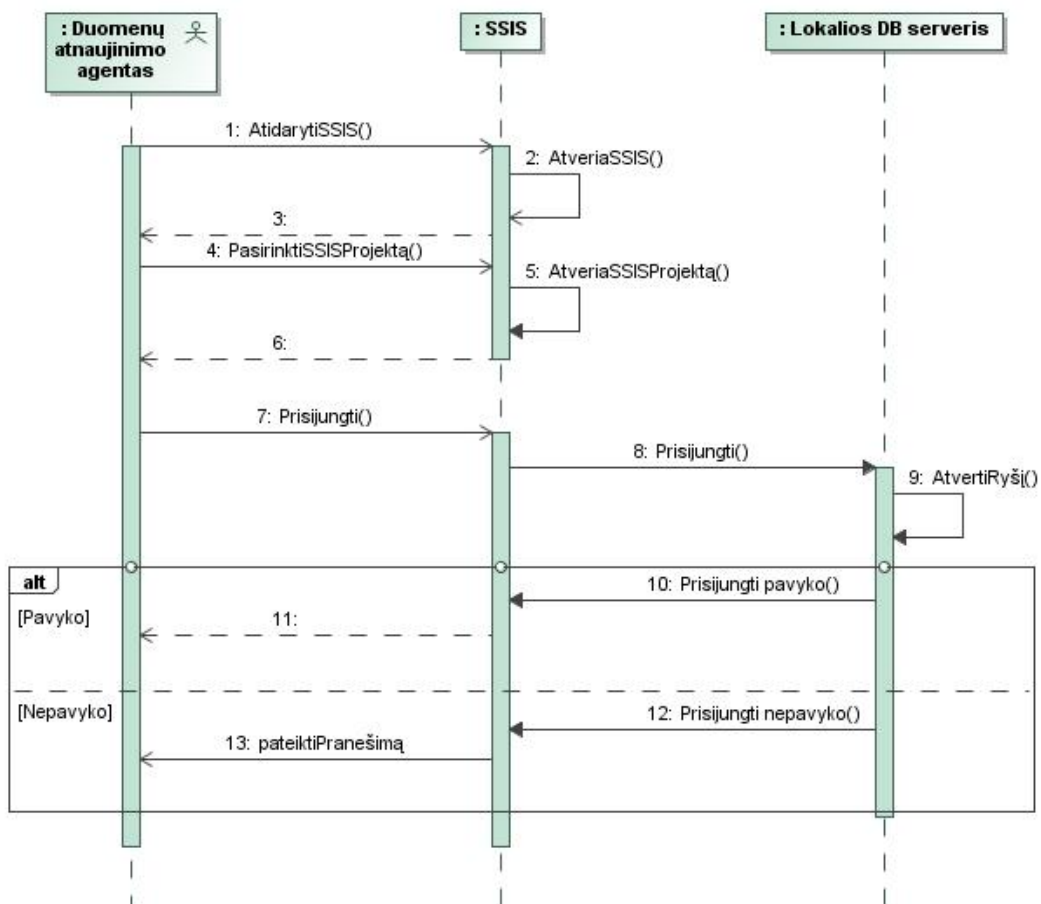 : Duomenų
atnaujinimo
agentas
: SSIS
: Lokalios DB serveris
1: AtidarytiSSIS()
2: AtveriaSSIS()
3:
4: PasirinktiSSISProjektą()
5: AtveriaSSISProjektą()
6:
7: Prisijungti()
8: Prisijungti()
9: AtvertiRyšį()
alt
10: Prisijungti pavyko()
[Pavyko]
11:
[Nepavyko]
12: Prisijungti nepavyko()
13: pateiktiPranešimą